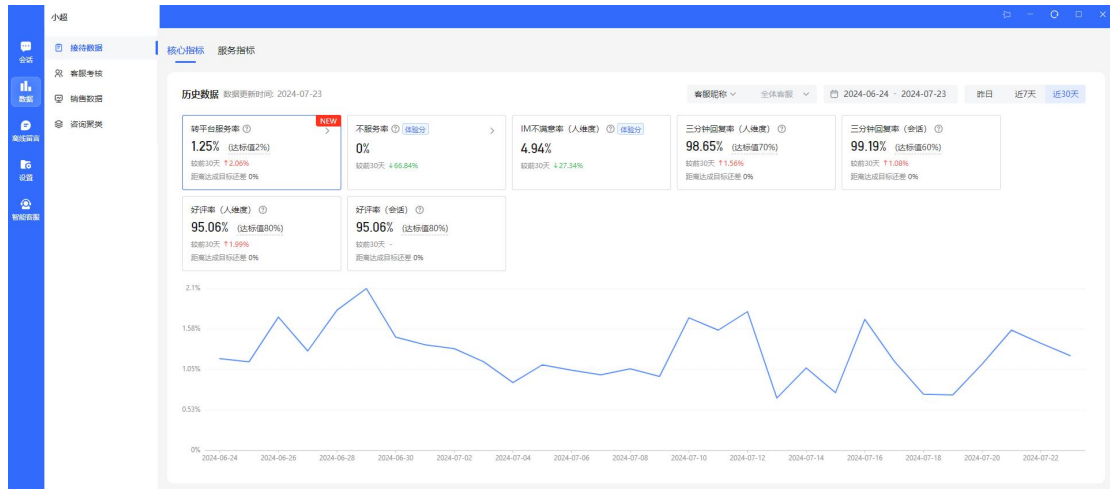 小超
会话
数据
离线留言
设置
智能客服
接待数据
客服考核
销售数据
咨询聚类
核心指标 服务指标
历史数据 数据更新时间: 2024-07-23
客服昵称 全体客服 2024-06-24 - 2024-07-23 昨日 近7天 近30天
转平台服务率 NEW
1.25% (达标值2%)
较前30天 ↑2.06%
距离达成目标还差 0%
不服务率 体验分
0%
较前30天 ↓66.84%
IM不满意率（人维度） 体验分
4.94%
较前30天 ↓27.34%
三分钟回复率（人维度）
98.65% (达标值70%)
较前30天 ↑1.56%
距离达成目标还差 0%
三分钟回复率（会话）
99.19% (达标值60%)
较前30天 ↑1.08%
距离达成目标还差 0%
好评率（人维度）
95.06% (达标值80%)
较前30天 ↑1.99%
距离达成目标还差 0%
好评率（会话）
95.06% (达标值80%)
较前30天 -
距离达成目标还差 0%
2.1%
1.58%
1.05%
0.53%
0%
2024-06-24 2024-06-26 2024-06-28 2024-06-30 2024-07-02 2024-07-04 2024-07-06 2024-07-08 2024-07-10 2024-07-12 2024-07-14 2024-07-16 2024-07-18 2024-07-20 2024-07-22